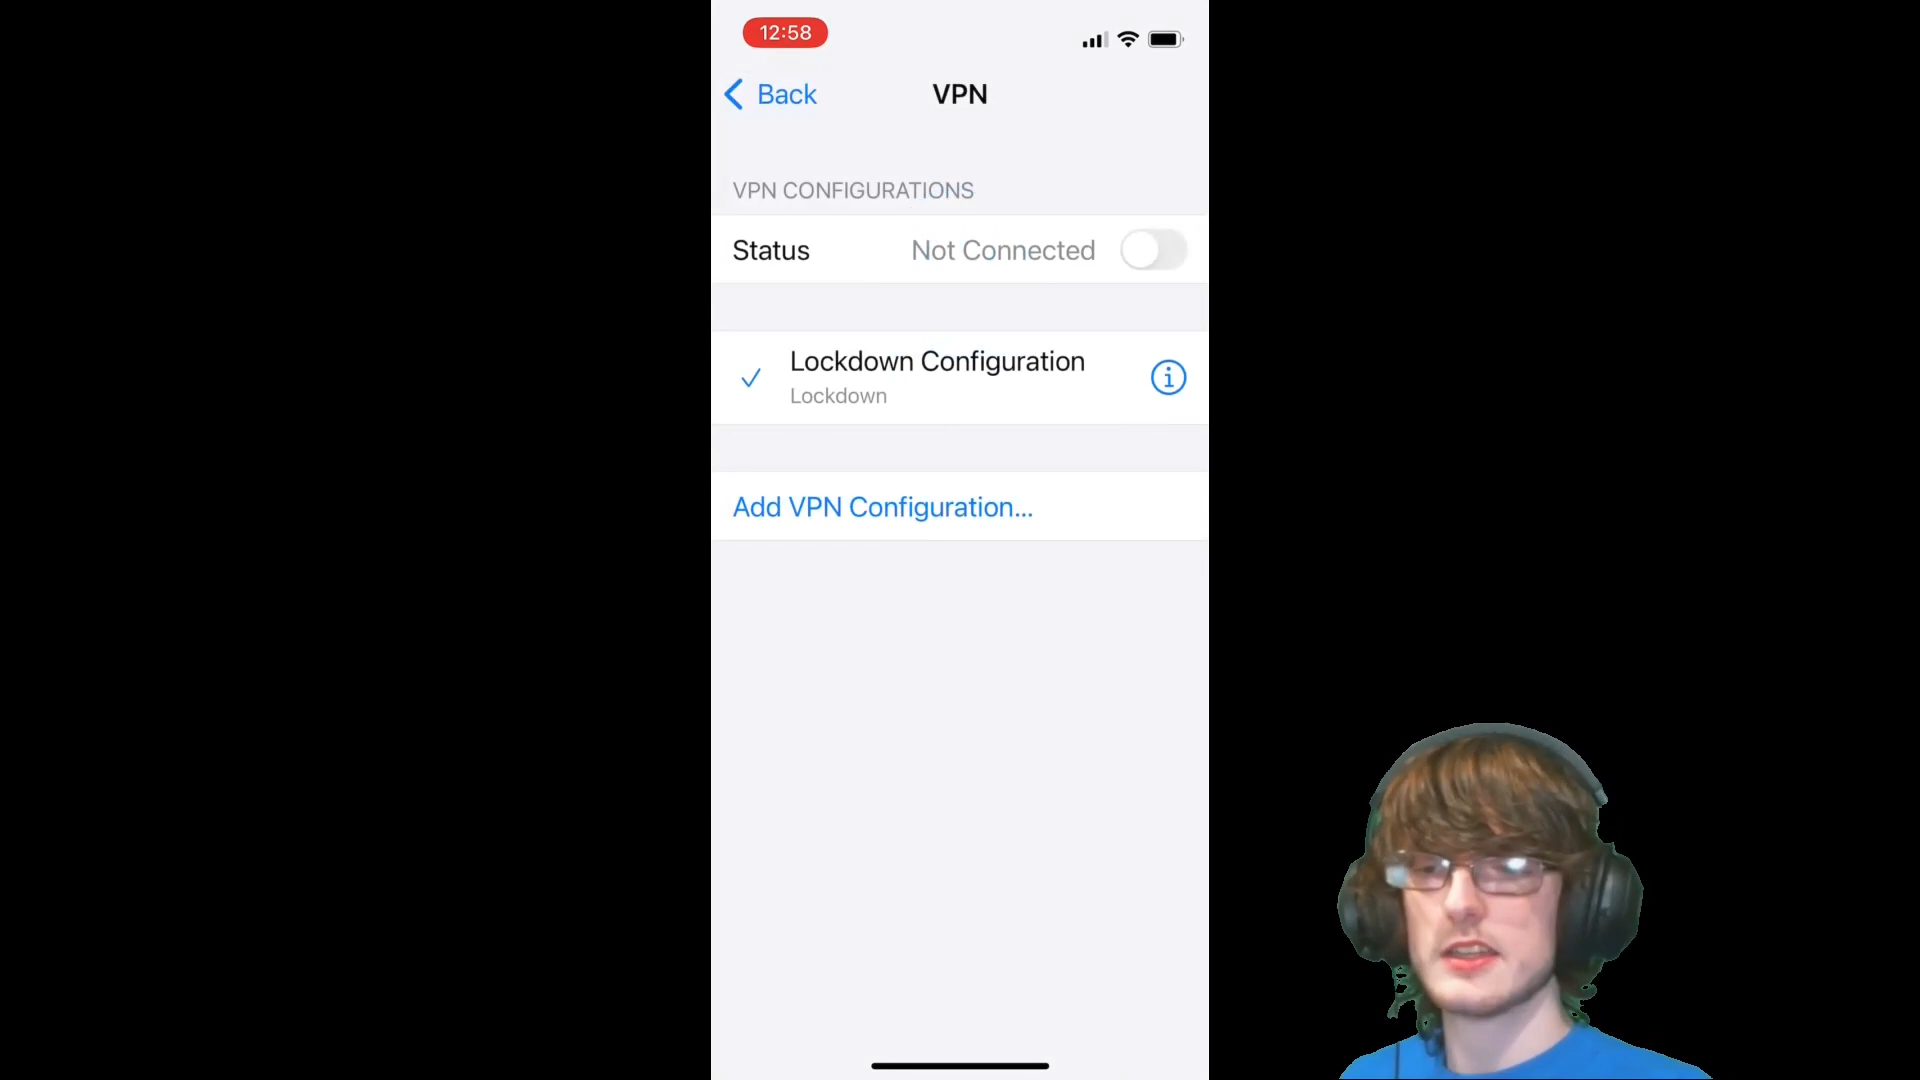 12:58
Back
VPN
VPN CONFIGURATIONS
Status Not Connected
Lockdown Configuration
Lockdown
Add VPN Configuration...